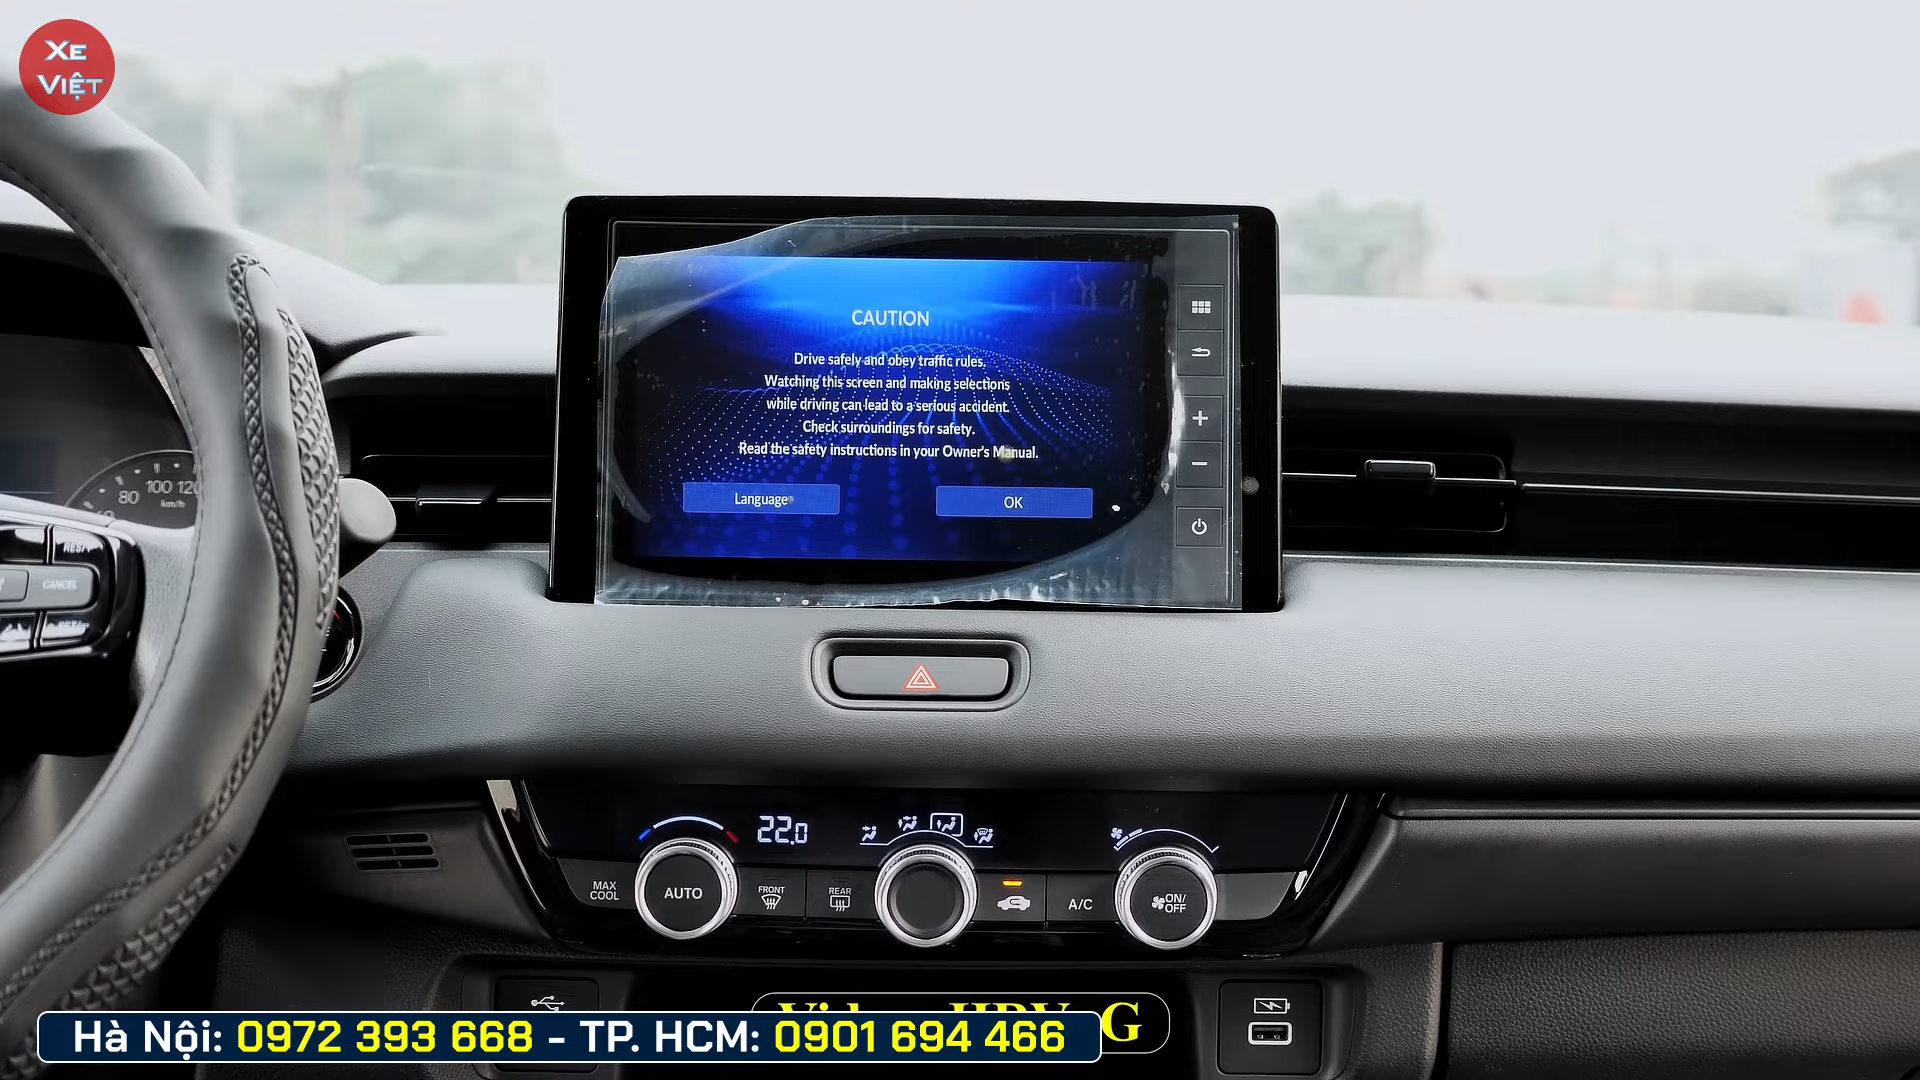 XE
VIỆT
CAUTION
Drive safely and obey traffic rules.
Watching this screen and making selections
while driving can lead to a serious accident.
Check surroundings for safety.
Read the safety instructions in your Owner's Manual.
Language
OK
80 100 120
km/h
CANCEL
22.0
MAX
COOL
AUTO
FRONT
REAR
A/C
ON/
OFF
G
Hà Nội: 0972 393 668 - TP. HCM: 0901 694 466